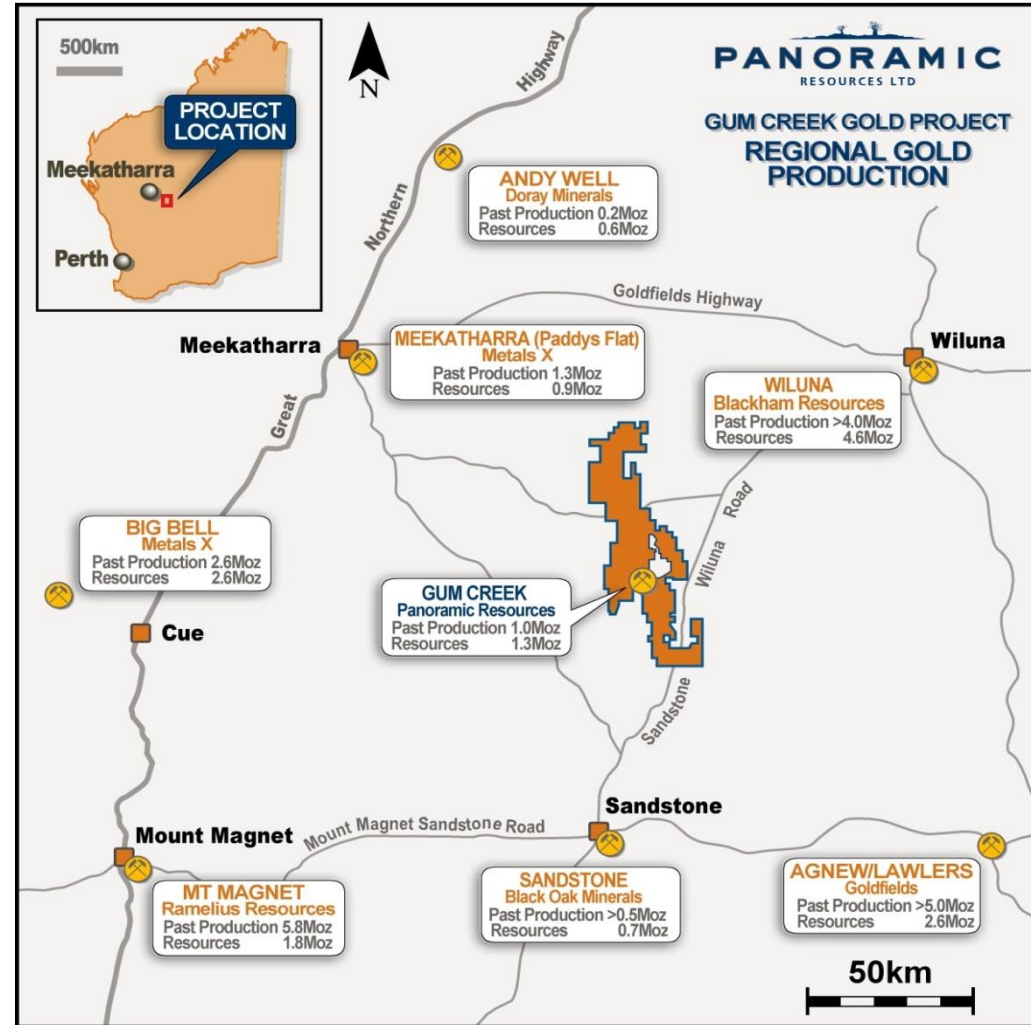 500km
PROJECT
LOCATION
Meekatharra
Perth
N
Highway
Northern
Great
PANORAMIC
RESOURCES LTD
GUM CREEK GOLD PROJECT
REGIONAL GOLD
PRODUCTION
ANDY WELL
Doray Minerals
Past Production 0.2Moz
Resources 0.6Moz
Goldfields Highway
Meekatharra
MEEKATHARRA (Paddys Flat)
Metals X
Past Production 1.3Moz
Resources 0.9Moz
Wiluna
WILUNA
Blackham Resources
Past Production >4.0Moz
Resources 4.6Moz
BIG BELL
Metals X
Past Production 2.6Moz
Resources 2.6Moz
Cue
GUM CREEK
Panoramic Resources
Past Production 1.0Moz
Resources 1.3Moz
Sandstone Wiluna Road
Sandstone
Mount Magnet
Mount Magnet Sandstone Road
MT MAGNET
Ramelius Resources
Past Production 5.8Moz
Resources 1.8Moz
SANDSTONE
Black Oak Minerals
Past Production >0.5Moz
Resources 0.7Moz
AGNEW/LAWLERS
Goldfields
Past Production >5.0Moz
Resources 2.6Moz
50km